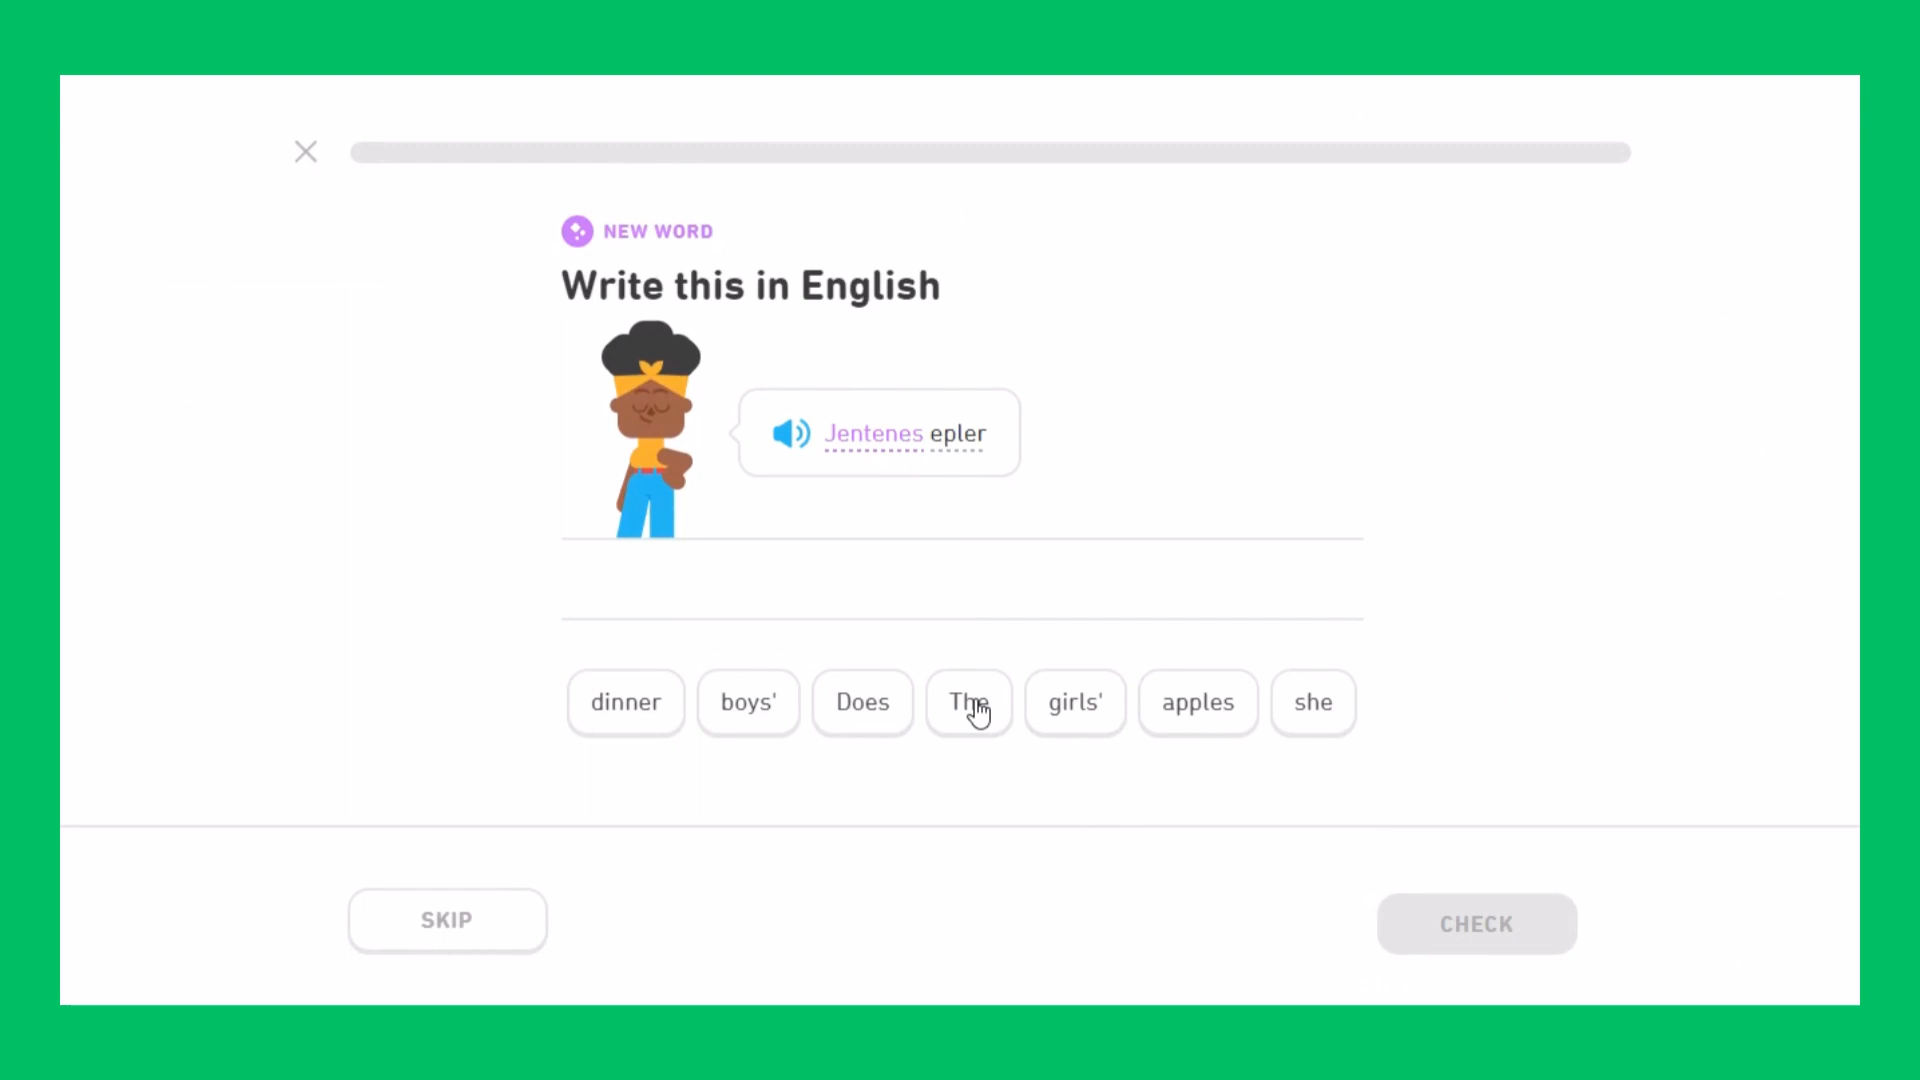 NEW WORD
Write this in English
Jentenes epler
dinner boys' Does The girls' apples she
SKIP
CHECK